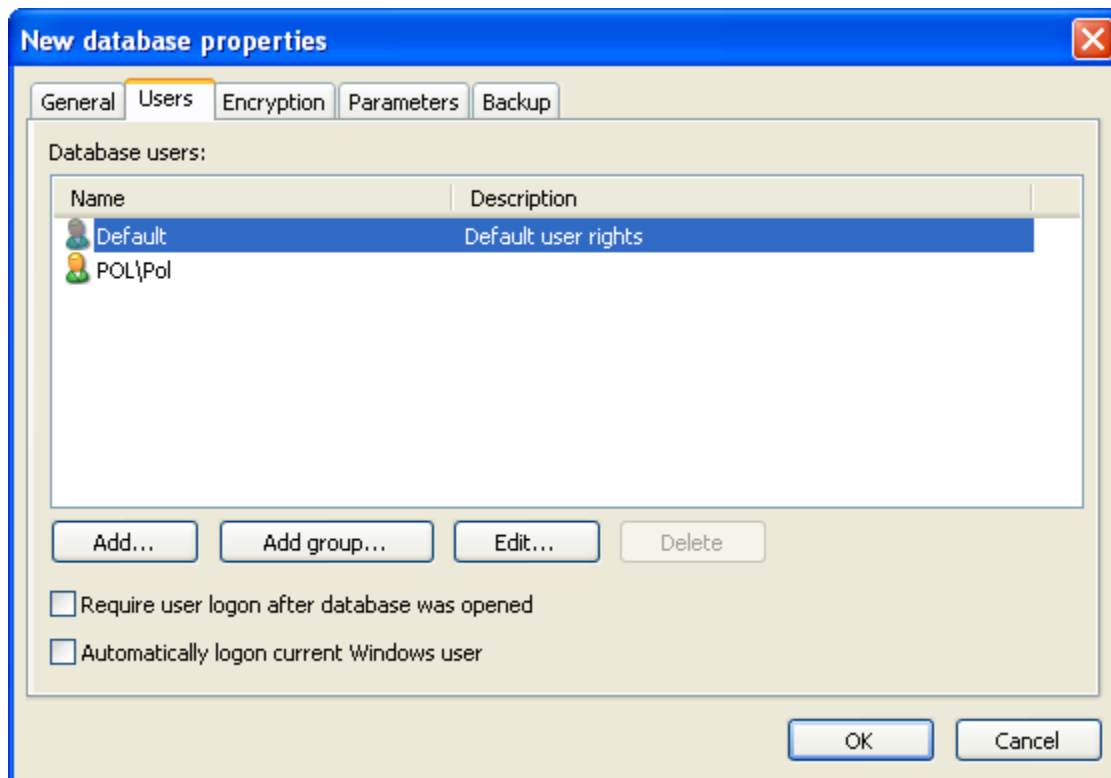 New database properties
General Users Encryption Parameters Backup
Database users:
Name Description
Default Default user rights
POL\Pol
Add... Add group... Edit... Delete
Require user logon after database was opened
Automatically logon current Windows user
OK Cancel